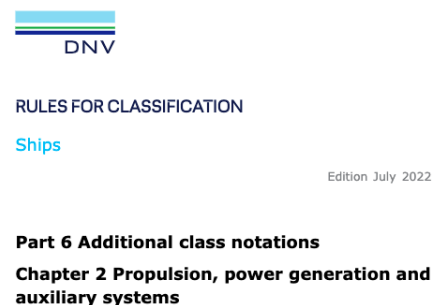 DNV
RULES FOR CLASSIFICATION
Ships
Edition July 2022
Part 6 Additional class notations
Chapter 2 Propulsion, power generation and
auxiliary systems